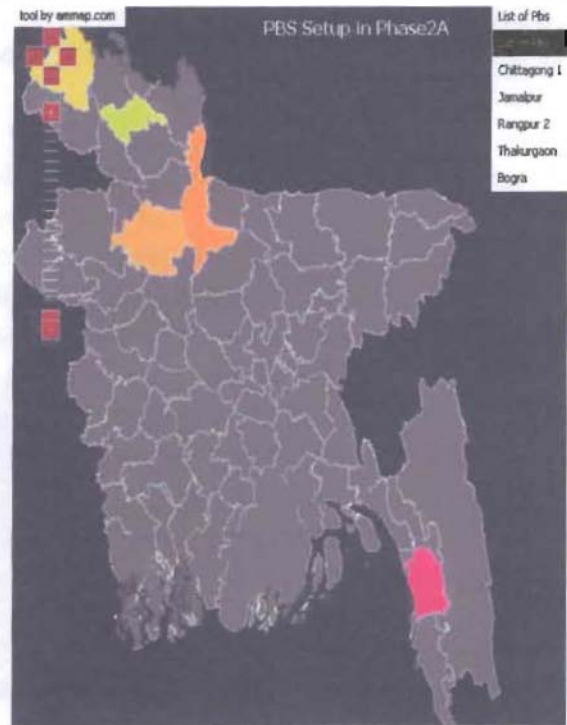 tool by ammap.com
PBS Setup in Phase2A
List of Pbs
Chittagong 1
Jamalpur
Rangpur 2
Thakurgaon
Bogra